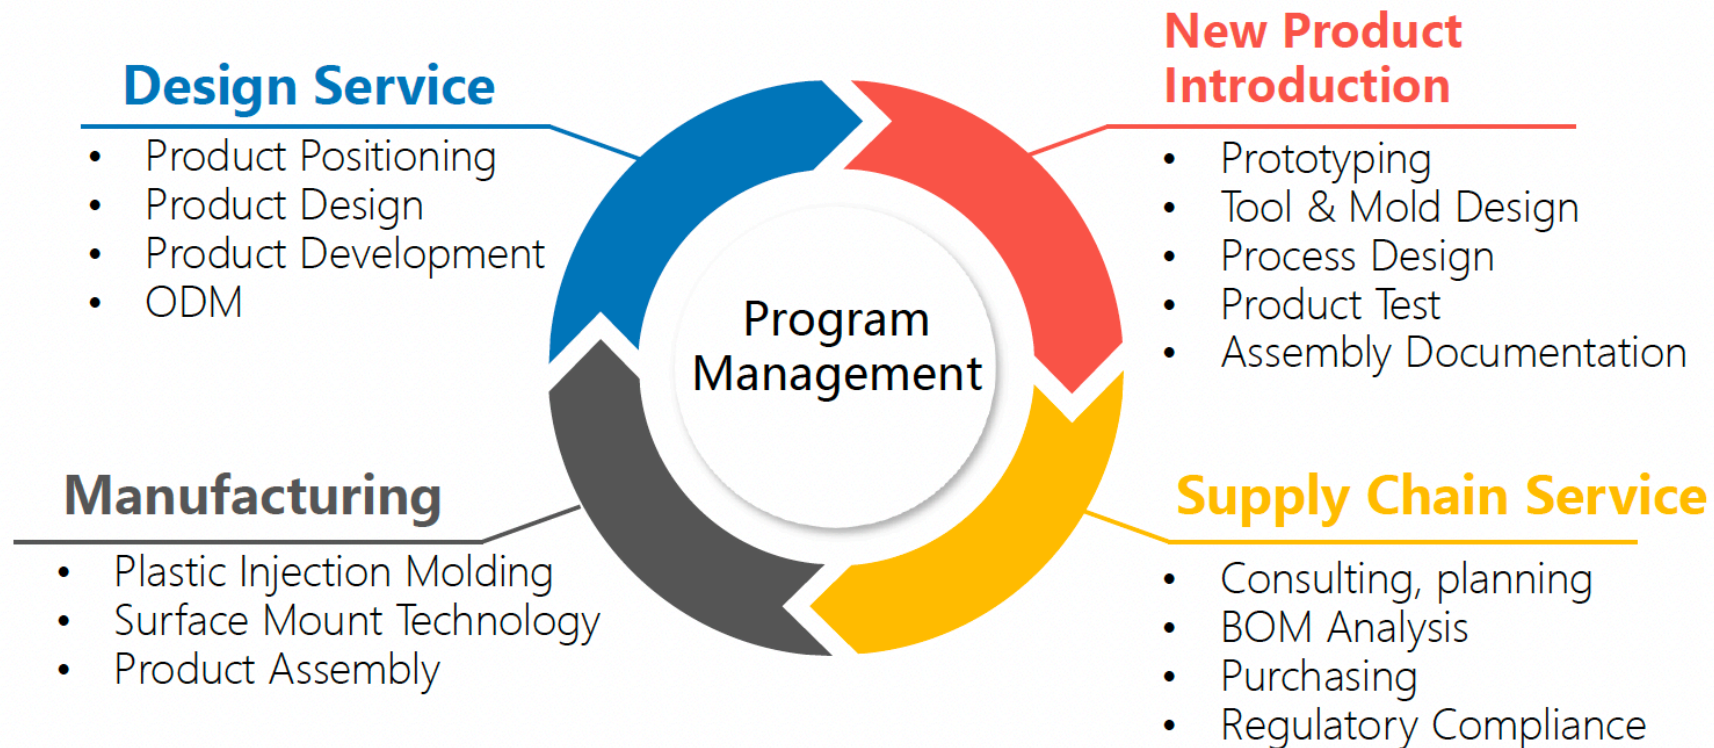 Design Service
• Product Positioning
• Product Design
• Product Development
• ODM
New Product
Introduction
• Prototyping
• Tool & Mold Design
• Process Design
• Product Test
• Assembly Documentation
Program
Management
Manufacturing
• Plastic Injection Molding
• Surface Mount Technology
• Product Assembly
Supply Chain Service
• Consulting, planning
• BOM Analysis
• Purchasing
• Regulatory Compliance